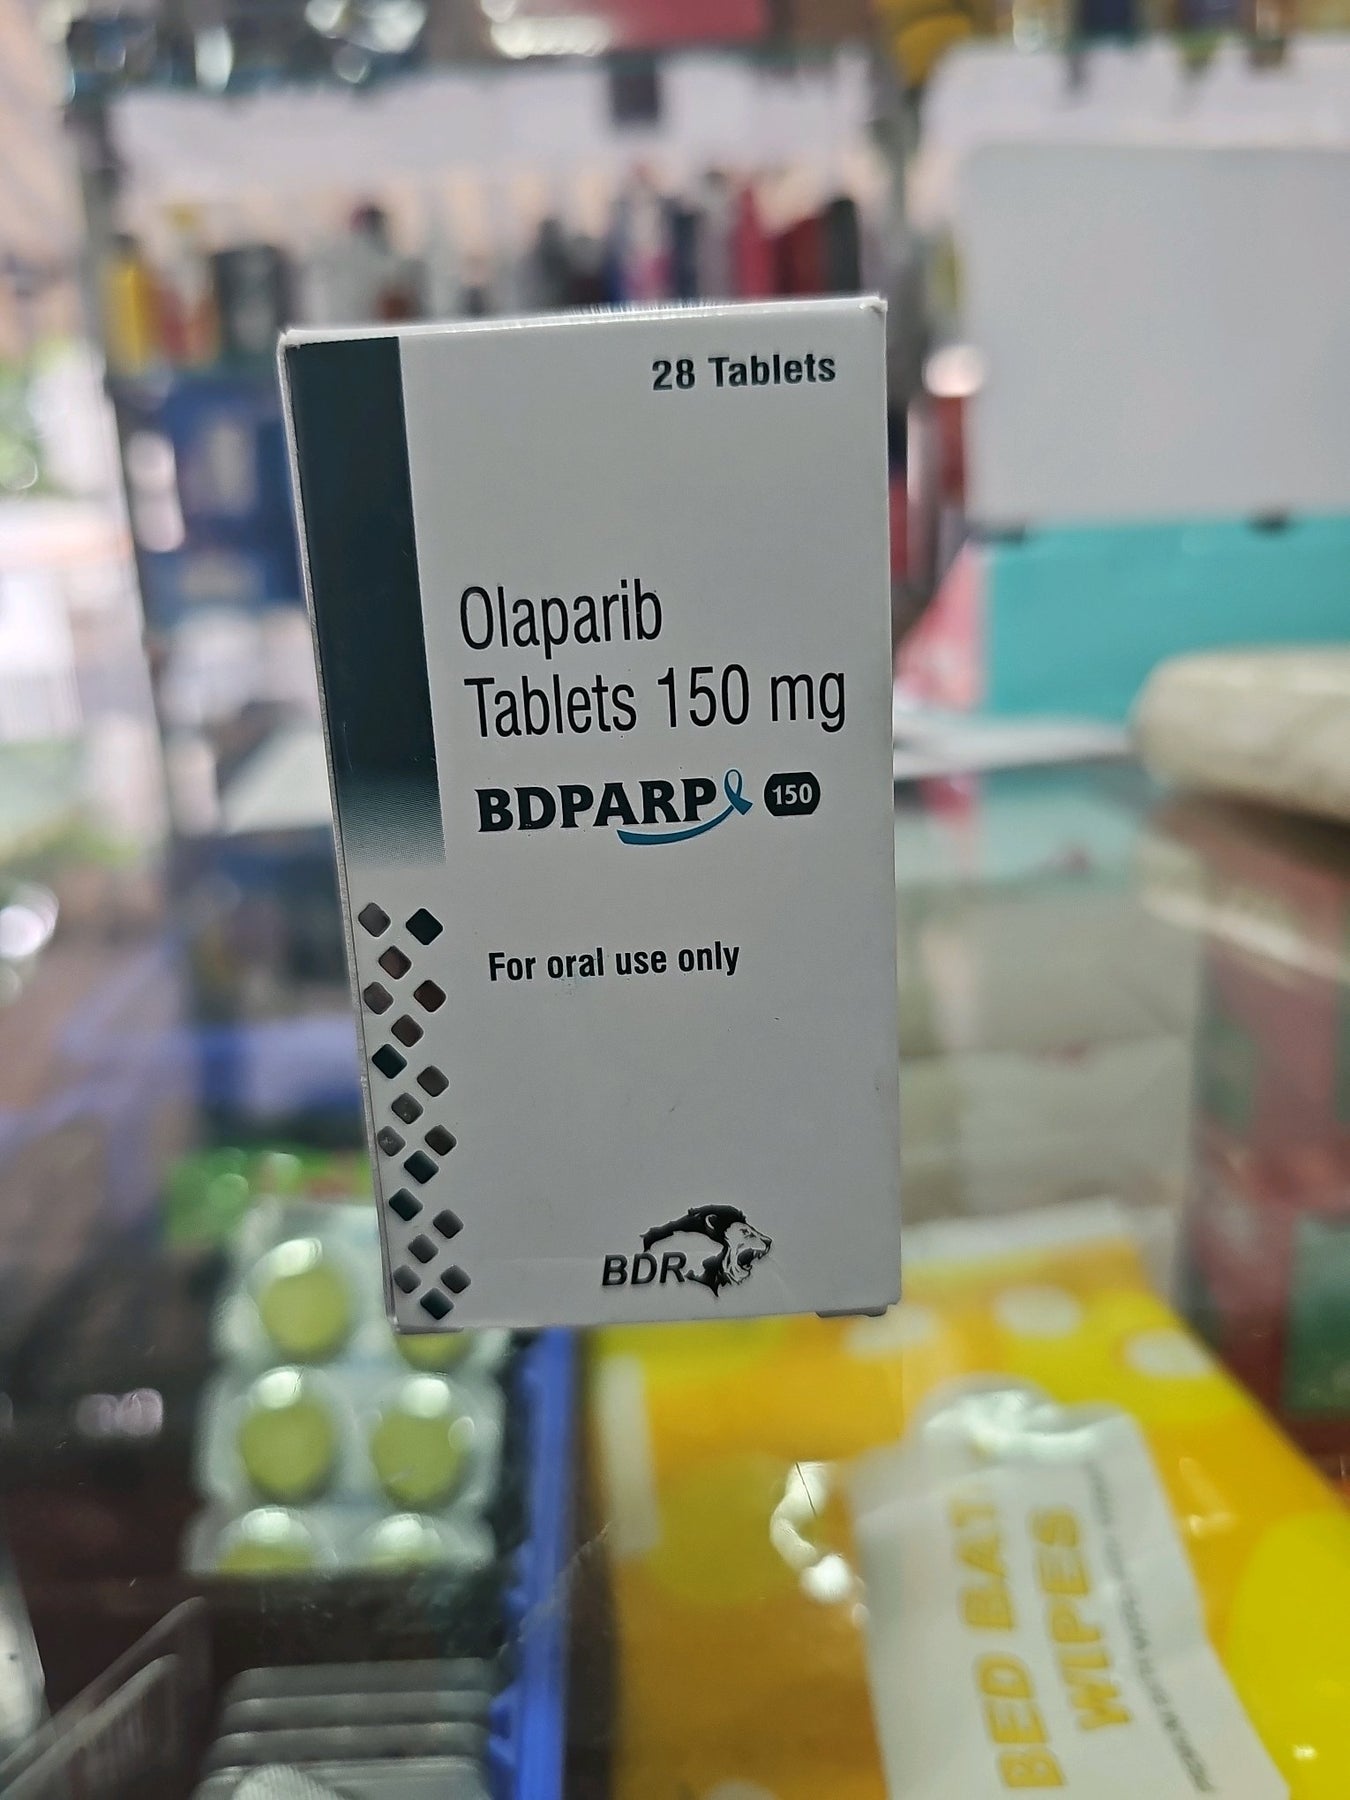 28 Tablets
Olaparib
Tablets 150 mg
BDPARP 150
For oral use only
BDR
BED BAT
WIPES